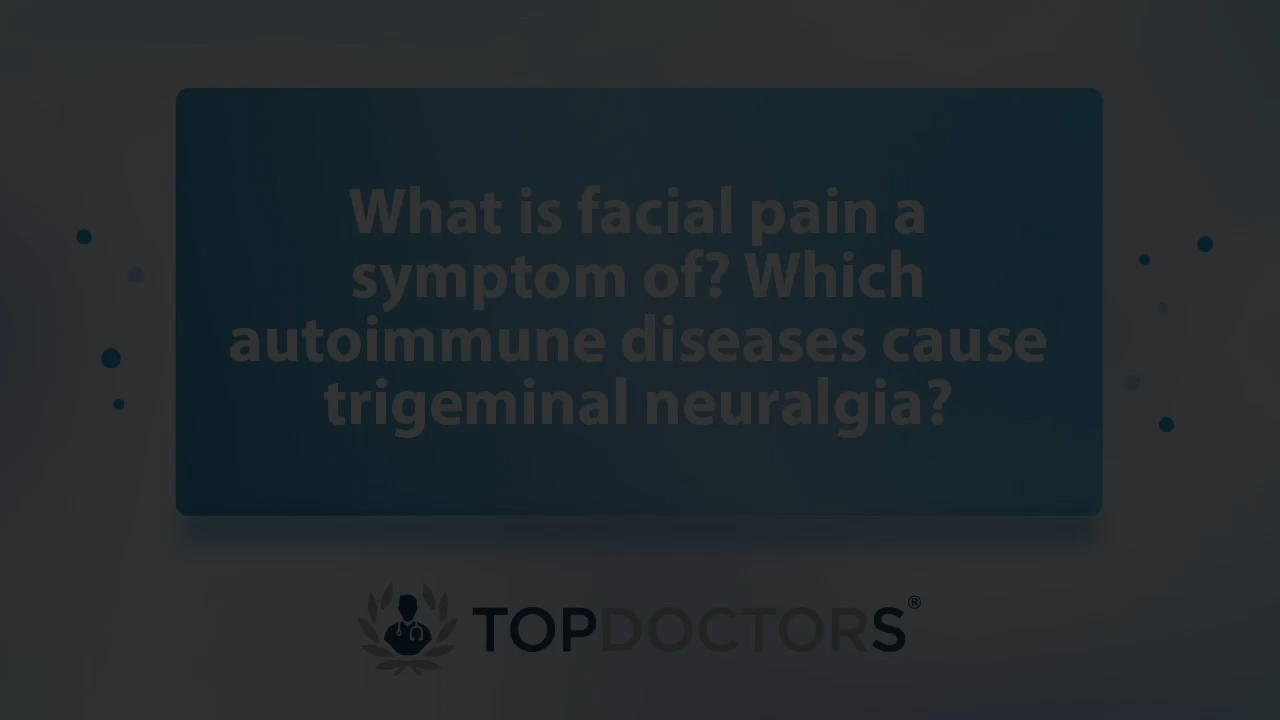 What is facial pain a
symptom of? Which
autoimmune diseases cause
trigeminal neuralgia?
TOPDOCTORS®